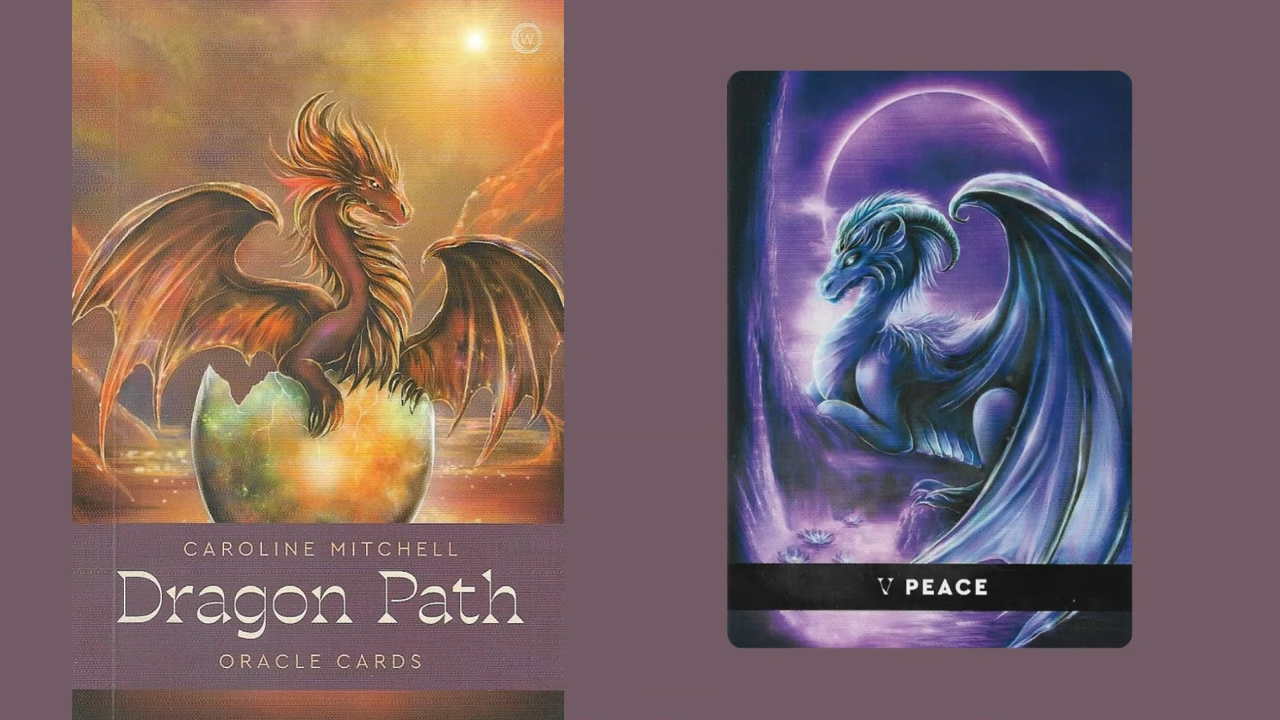 W
CAROLINE MITCHELL
Dragon Path
ORACLE CARDS
V PEACE